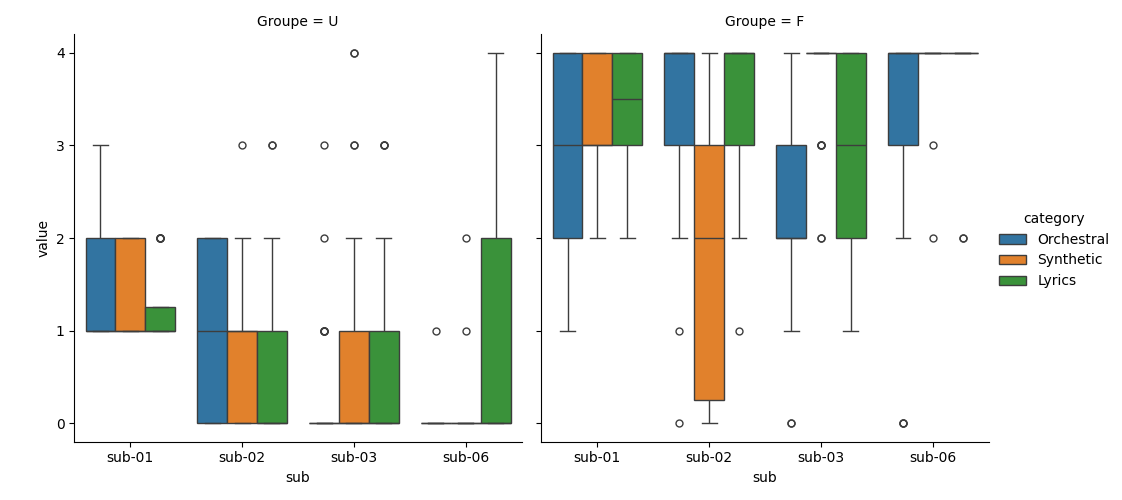 Groupe = U
Groupe = F
4
3
2
1
0
value
sub-01
sub-02
sub-03
sub-06
sub
sub-01
sub-02
sub-03
sub-06
sub
category
Orchestral
Synthetic
Lyrics